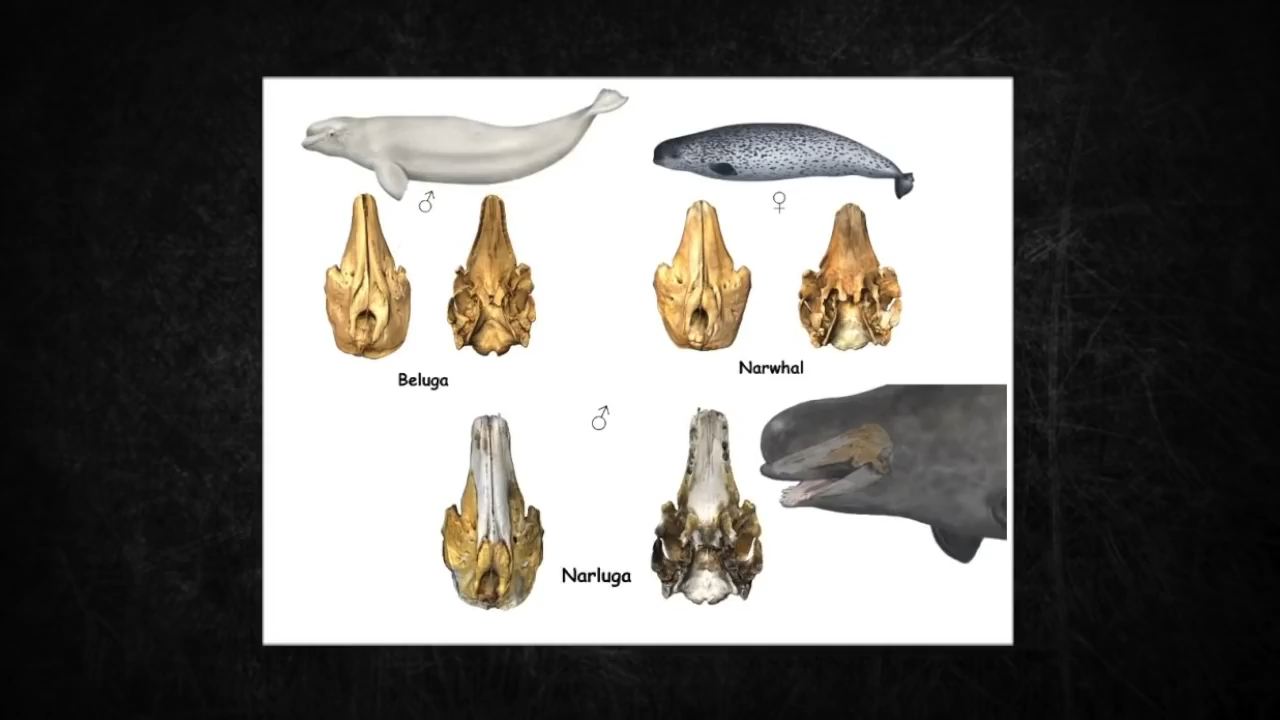 ♂
♀
Beluga
Narwhal
♂
Narluga